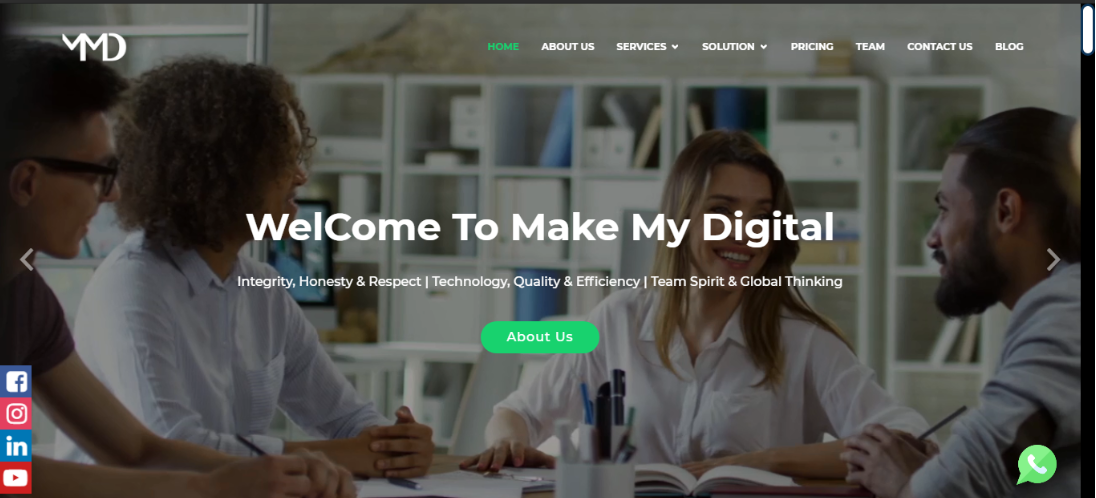 MMD
HOME
ABOUT US
SERVICES
SOLUTION
PRICING
TEAM
CONTACT US
BLOG
WelCome To Make My Digital
Integrity, Honesty & Respect | Technology, Quality & Efficiency | Team Spirit & Global Thinking
About Us
in